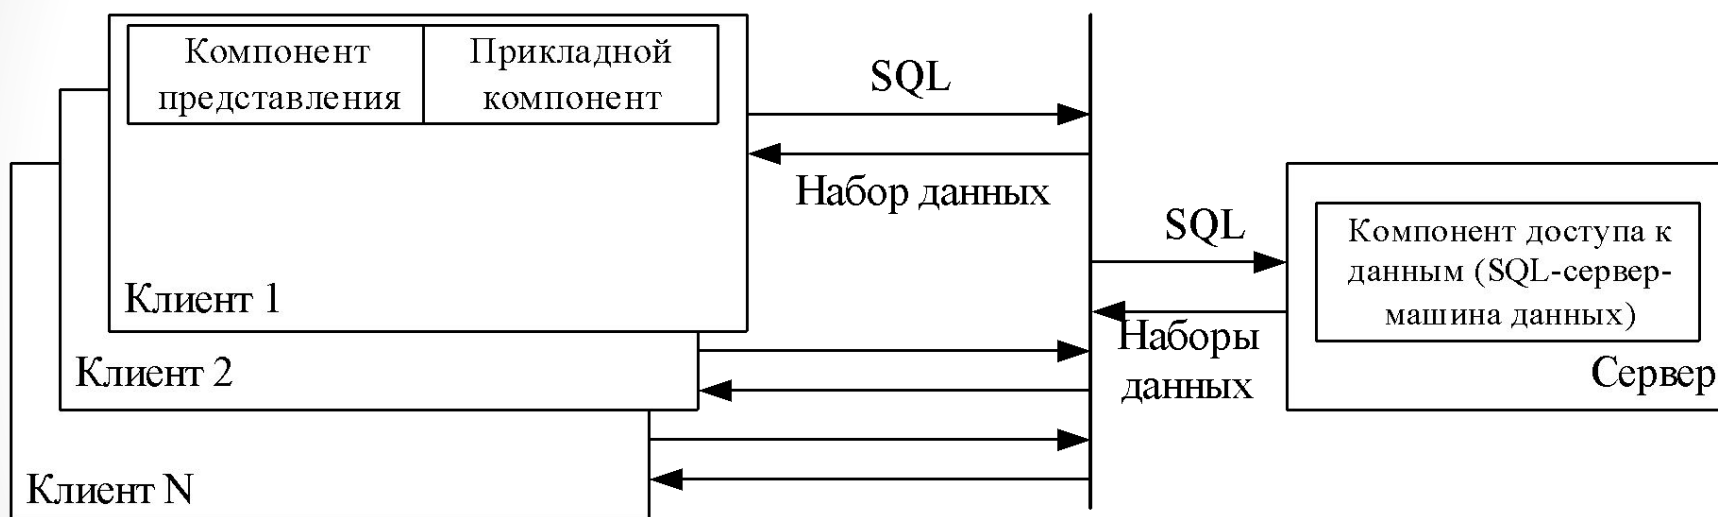 Компонент
представления
Прикладной
компонент
SQL
Набор данных
Клиент 1
Клиент 2
Клиент N
SQL
Наборы
данных
Компонент доступа к
данным (SQL-сервер-
машина данных)
Сервер